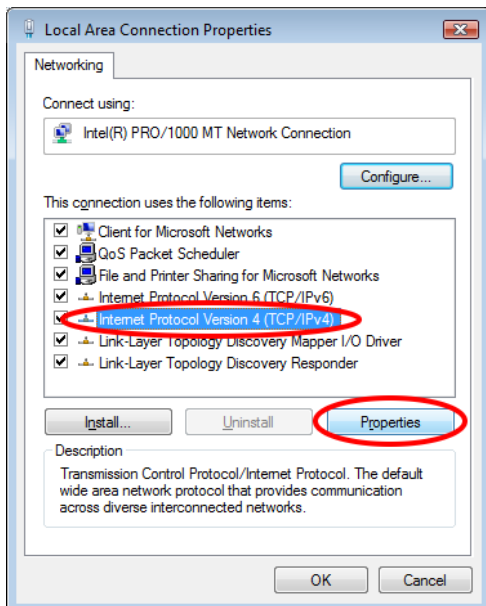 Local Area Connection Properties
Networking
Connect using:
Intel(R) PRO/1000 MT Network Connection
Configure...
This connection uses the following items:
Client for Microsoft Networks
QoS Packet Scheduler
File and Printer Sharing for Microsoft Networks
Internet Protocol Version 6 (TCP/IPv6)
Internet Protocol Version 4 (TCP/IPv4)
Link-Layer Topology Discovery Mapper I/O Driver
Link-Layer Topology Discovery Responder
Install... Uninstall Properties
Description
Transmission Control Protocol/Internet Protocol. The default
wide area network protocol that provides communication
across diverse interconnected networks.
OK Cancel